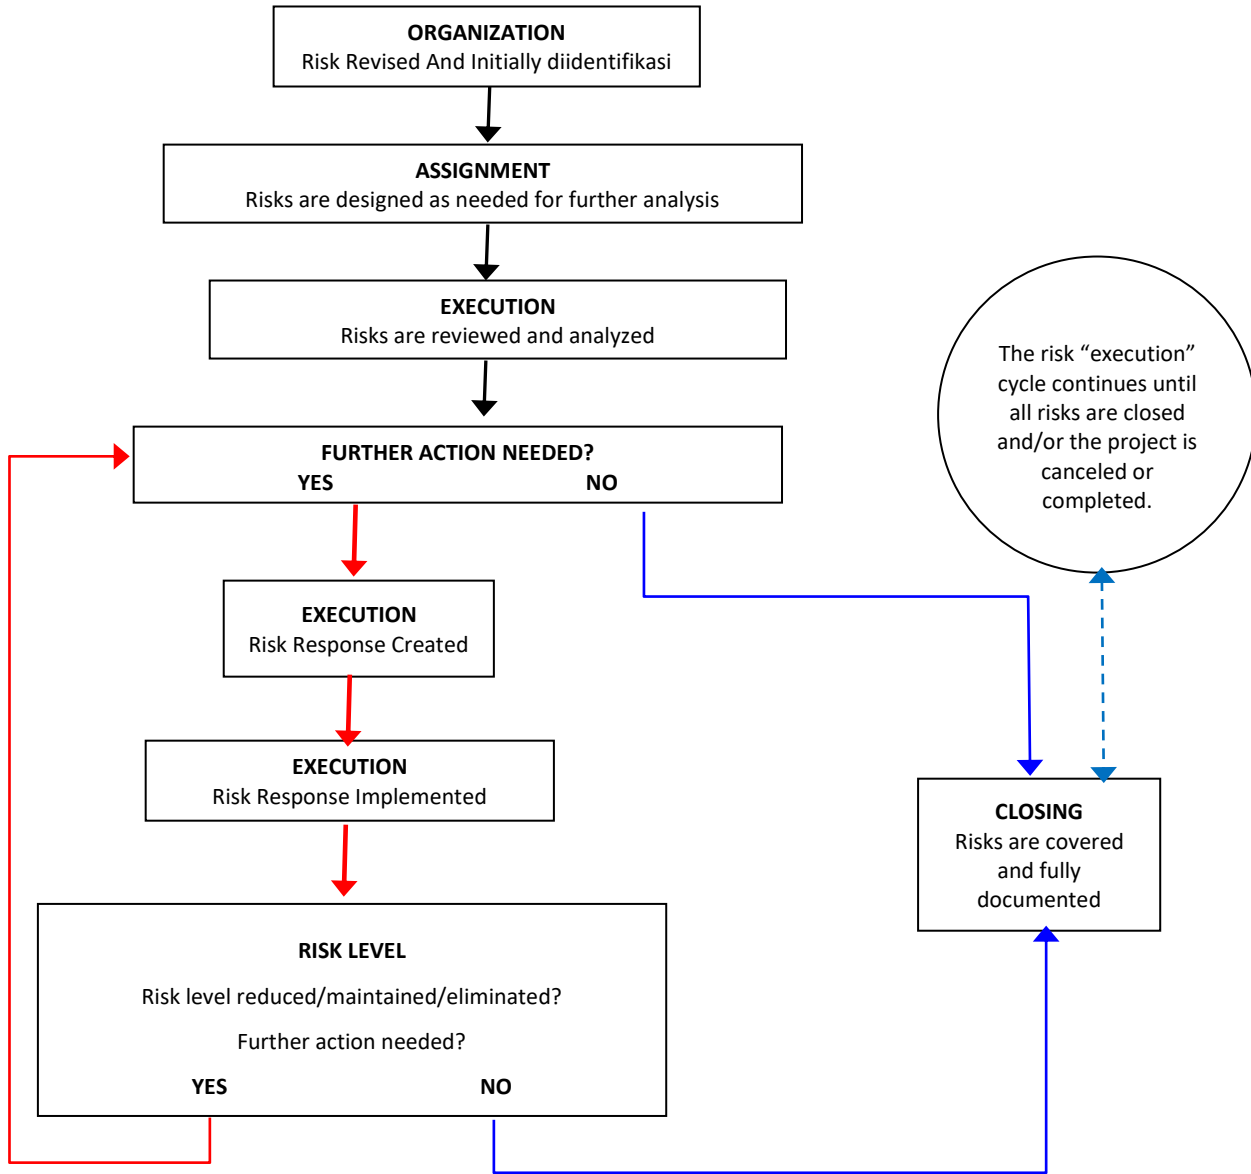 ORGANIZATION
Risk Revised And Initially diidentifikasi
ASSIGNMENT
Risks are designed as needed for further analysis
EXECUTION
Risks are reviewed and analyzed
FURTHER ACTION NEEDED?
YES NO
The risk “execution”
cycle continues until
all risks are closed
and/or the project is
canceled or
completed.
EXECUTION
Risk Response Created
EXECUTION
Risk Response Implemented
CLOSING
Risks are covered
and fully
documented
RISK LEVEL
Risk level reduced/maintained/eliminated?
Further action needed?
YES NO